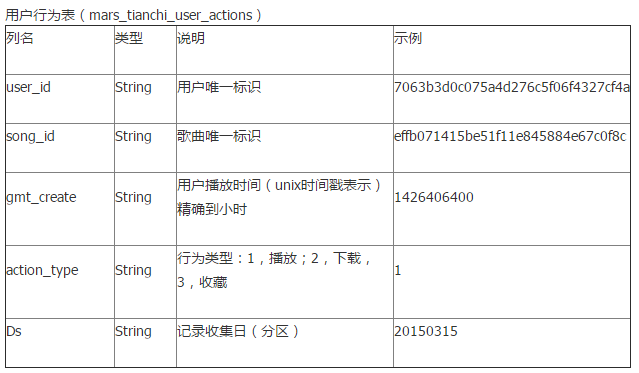 用户行为表（mars_tianchi_user_actions）
列名 类型 说明 示例
user_id String 用户唯一标识 7063b3d0c075a4d276c5f06f4327cf4a
song_id String 歌曲唯一标识 effb071415be51f11e845884e67c0f8c
gmt_create String 用户播放时间（unix时间戳表示）精确到小时 1426406400
action_type String 行为类型：1，播放；2，下载，3，收藏 1
Ds String 记录收集日（分区） 20150315